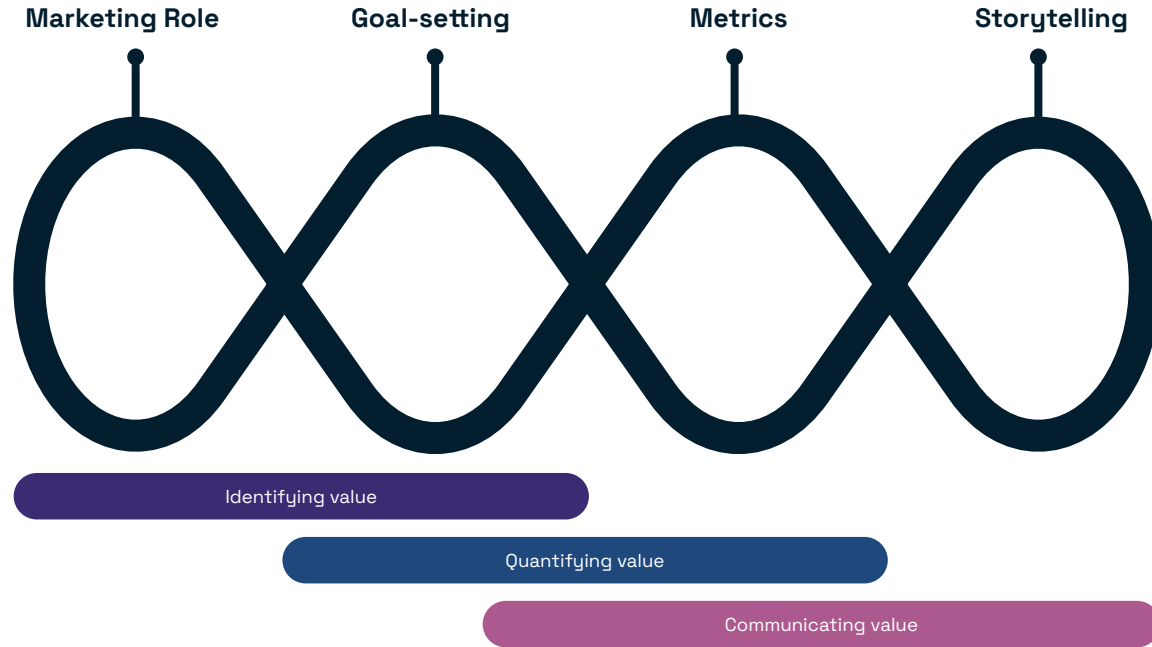 Marketing Role
Goal-setting
Metrics
Storytelling
Identifying value
Quantifying value
Communicating value